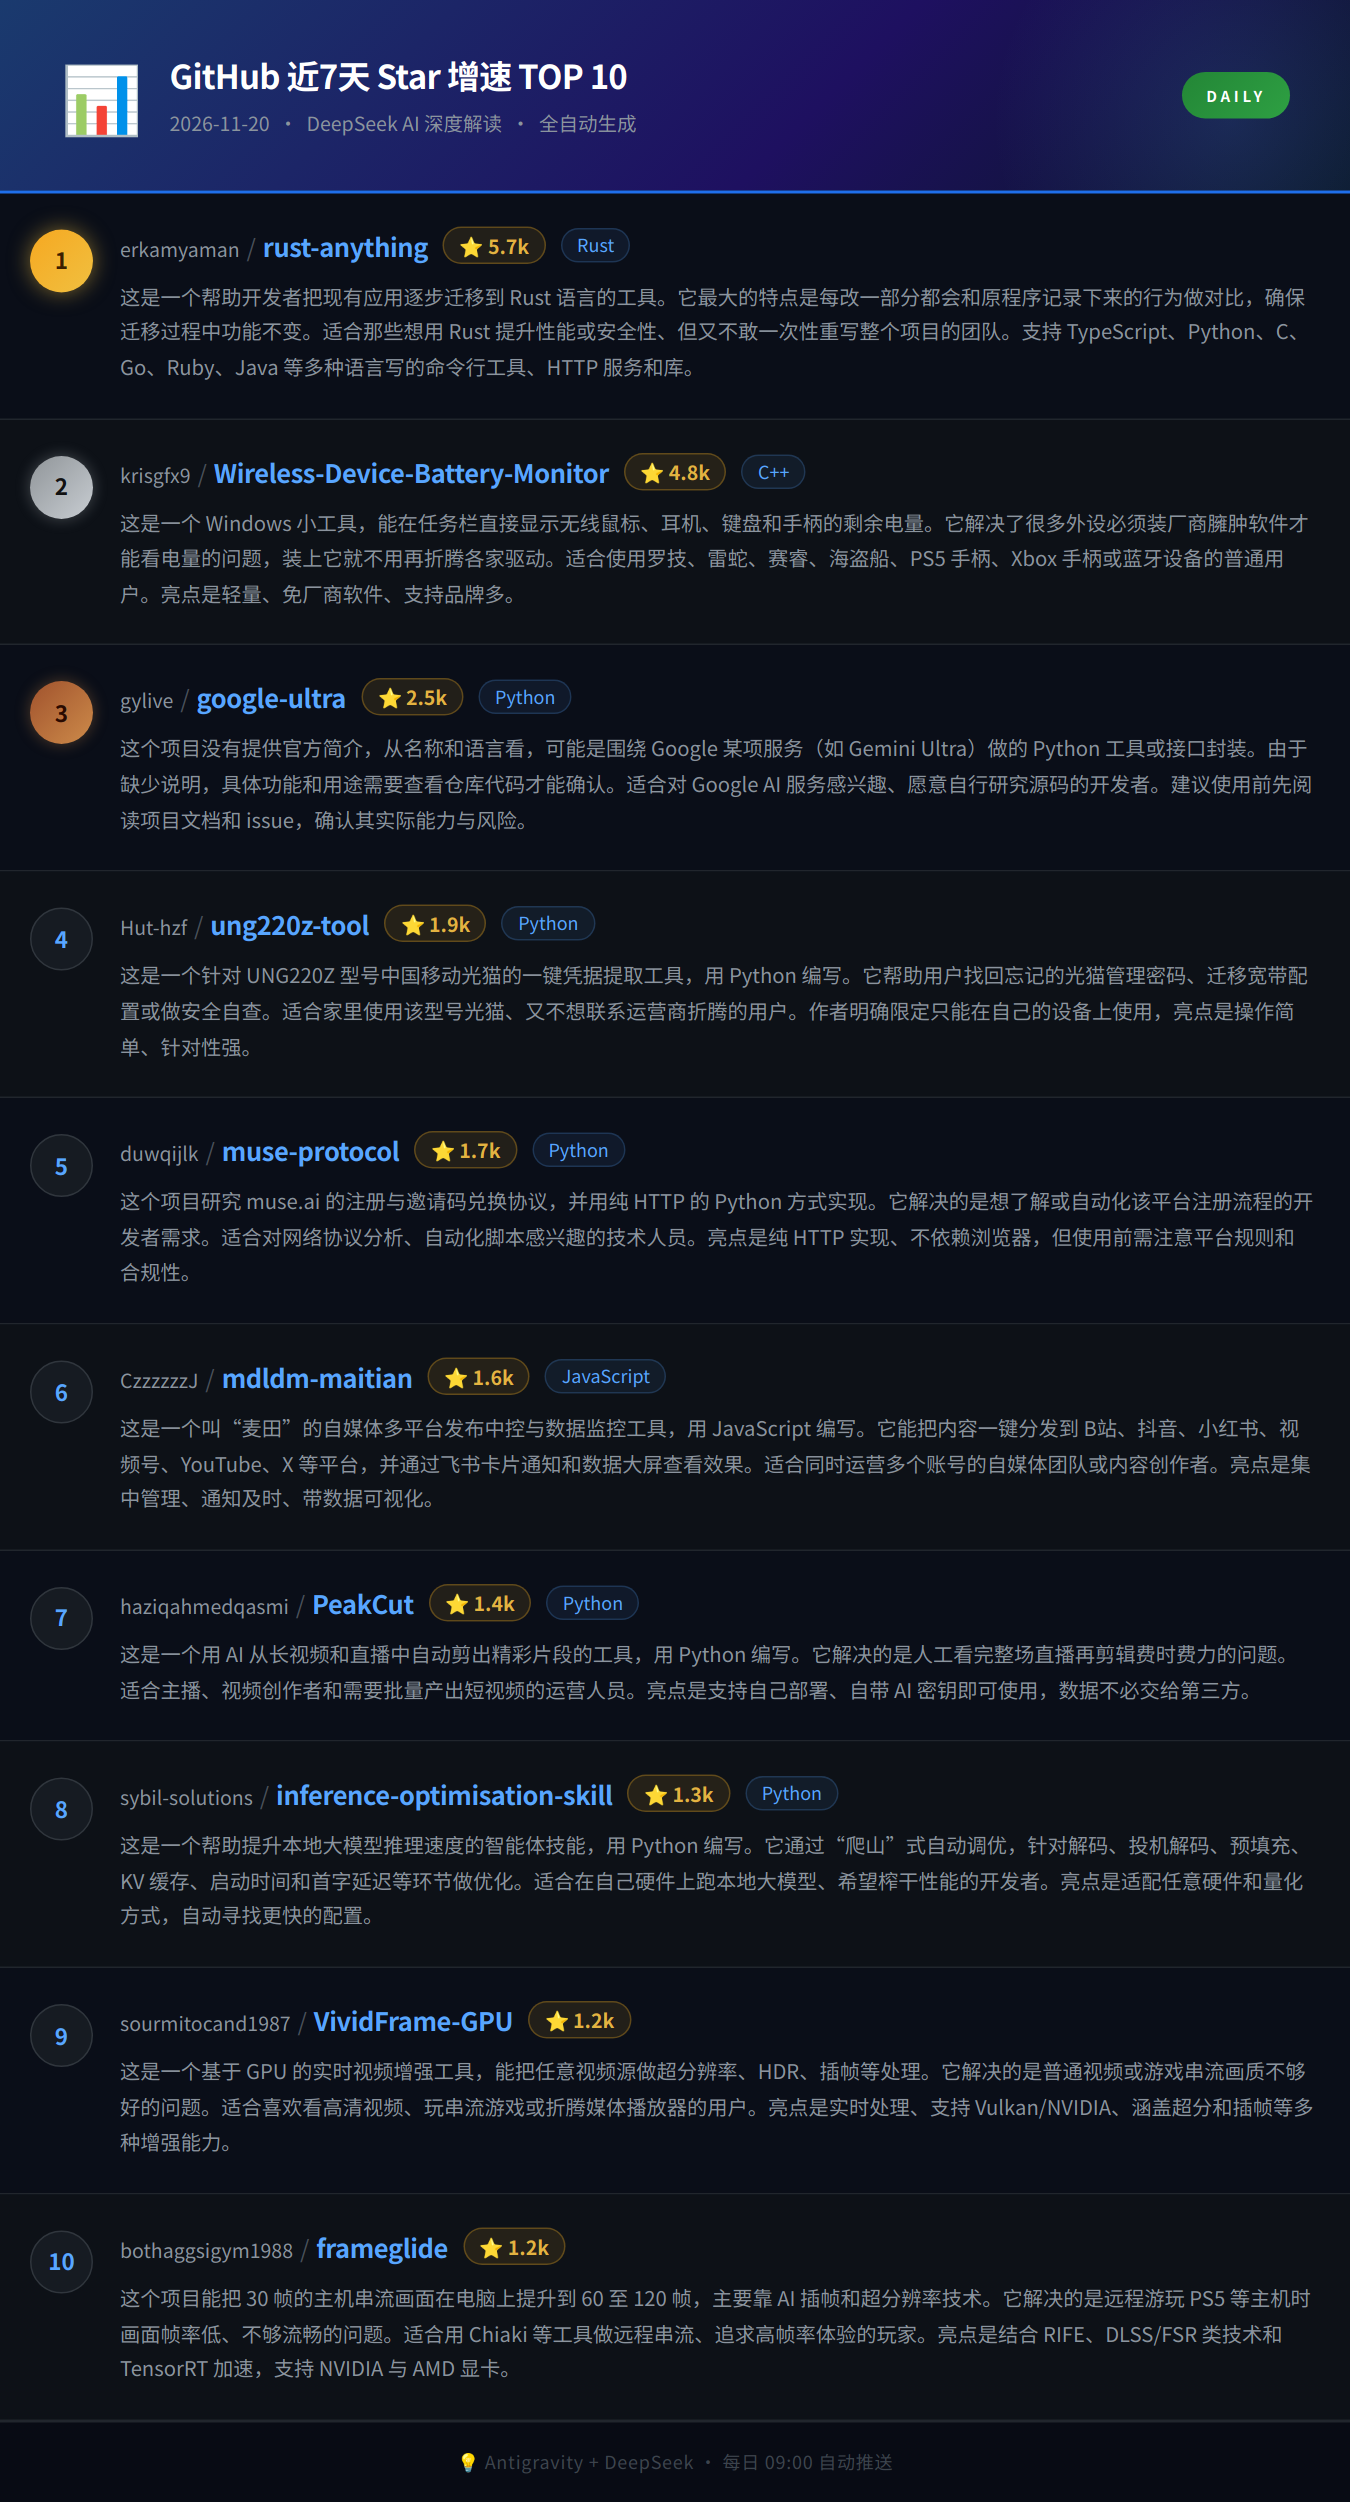 GitHub 近7天 Star 增速 TOP 10
2026-11-20 • DeepSeek AI 深度解读 • 全自动生成
DAILY
1
erkamyaman / rust-anything ⭐ 5.7k Rust
这是一个帮助开发者把现有应用逐步迁移到 Rust 语言的工具。它最大的特点是每改一部分都会和原程序记录下来的行为做对比，确保
迁移过程中功能不变。适合那些想用 Rust 提升性能或安全性、但又不敢一次性重写整个项目的团队。支持 TypeScript、Python、C、
Go、Ruby、Java 等多种语言写的命令行工具、HTTP 服务和库。
2
krisgfx9 / Wireless-Device-Battery-Monitor ⭐ 4.8k C++
这是一个 Windows 小工具，能在任务栏直接显示无线鼠标、耳机、键盘和手柄的剩余电量。它解决了很多外设必须装厂商臃肿软件才
能看电量的问题，装上它就不用再折腾各家驱动。适合使用罗技、雷蛇、赛睿、海盗船、PS5 手柄、Xbox 手柄或蓝牙设备的普通用
户。亮点是轻量、免厂商软件、支持品牌多。
3
gylive / google-ultra ⭐ 2.5k Python
这个项目没有提供官方简介，从名称和语言看，可能是围绕 Google 某项服务（如 Gemini Ultra）做的 Python 工具或接口封装。由于
缺少说明，具体功能和用途需要查看仓库代码才能确认。适合对 Google AI 服务感兴趣、愿意自行研究源码的开发者。建议使用前先阅
读项目文档和 issue，确认其实际能力与风险。
4
Hut-hzf / ung220z-tool ⭐ 1.9k Python
这是一个针对 UNG220Z 型号中国移动光猫的一键凭据提取工具，用 Python 编写。它帮助用户找回忘记的光猫管理密码、迁移宽带配
置或做安全自查。适合家里使用该型号光猫、又不想联系运营商折腾的用户。作者明确限定只能在自己的设备上使用，亮点是操作简
单、针对性强。
5
duwqijlk / muse-protocol ⭐ 1.7k Python
这个项目研究 muse.ai 的注册与邀请码兑换协议，并用纯 HTTP 的 Python 方式实现。它解决的是想了解或自动化该平台注册流程的开
发者需求。适合对网络协议分析、自动化脚本感兴趣的技术人员。亮点是纯 HTTP 实现、不依赖浏览器，但使用前需注意平台规则和
合规性。
6
CzzzzzzJ / mdldm-maitian ⭐ 1.6k JavaScript
这是一个叫“麦田”的自媒体多平台发布中控与数据监控工具，用 JavaScript 编写。它能把内容一键分发到 B站、抖音、小红书、视
频号、YouTube、X 等平台，并通过飞书卡片通知和数据大屏查看效果。适合同时运营多个账号的自媒体团队或内容创作者。亮点是集
中管理、通知及时、带数据可视化。
7
haziqahmedqasmi / PeakCut ⭐ 1.4k Python
这是一个用 AI 从长视频和直播中自动剪出精彩片段的工具，用 Python 编写。它解决的是人工看完整场直播再剪辑费时费力的问题。
适合主播、视频创作者和需要批量产出短视频的运营人员。亮点是支持自己部署、自带 AI 密钥即可使用，数据不必交给第三方。
8
sybil-solutions / inference-optimisation-skill ⭐ 1.3k Python
这是一个帮助提升本地大模型推理速度的智能体技能，用 Python 编写。它通过“爬山”式自动调优，针对解码、投机解码、预填充、
KV 缓存、启动时间和首字延迟等环节做优化。适合在自己硬件上跑本地大模型、希望榨干性能的开发者。亮点是适配任意硬件和量化
方式，自动寻找更快的配置。
9
sourmitocand1987 / VividFrame-GPU ⭐ 1.2k
这是一个基于 GPU 的实时视频增强工具，能把任意视频源做超分辨率、HDR、插帧等处理。它解决的是普通视频或游戏串流画质不够
好的问题。适合喜欢看高清视频、玩串流游戏或折腾媒体播放器的用户。亮点是实时处理、支持 Vulkan/NVIDIA、涵盖超分和插帧等多
种增强能力。
10
bothaggsigym1988 / frameglide ⭐ 1.2k
这个项目能把 30 帧的主机串流画面在电脑上提升到 60 至 120 帧，主要靠 AI 插帧和超分辨率技术。它解决的是远程游玩 PS5 等主机时
画面帧率低、不够流畅的问题。适合用 Chiaki 等工具做远程串流、追求高帧率体验的玩家。亮点是结合 RIFE、DLSS/FSR 类技术和
TensorRT 加速，支持 NVIDIA 与 AMD 显卡。
💡 Antigravity + DeepSeek • 每日 09:00 自动推送